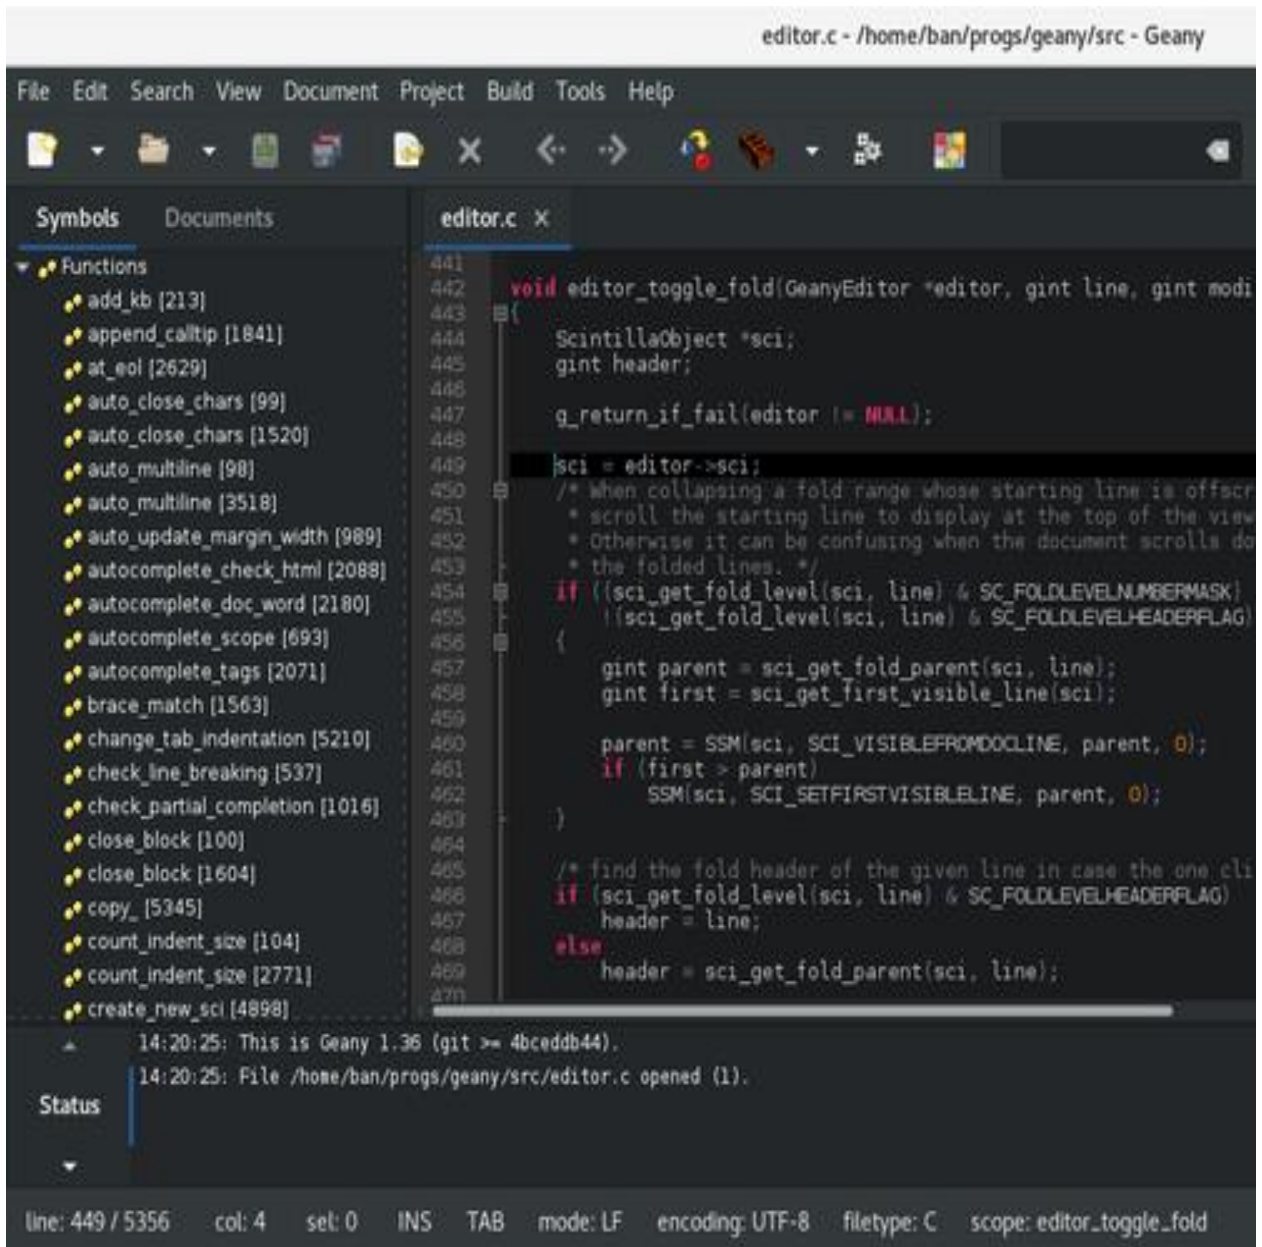 editor.c - /home/ban/progs/geany/src - Geany
File Edit Search View Document Project Build Tools Help
Symbols Documents
Functions
add_kb [213]
append_calltip [1841]
at_eol [2629]
auto_close_chars [99]
auto_close_chars [1520]
auto_multiline [98]
auto_multiline [3518]
auto_update_margin_width [989]
autocomplete_check_html [2088]
autocomplete_doc_word [2180]
autocomplete_scope [693]
autocomplete_tags [2071]
brace_match [1563]
change_tab_indentation [5210]
check_line_breaking [537]
check_partial_completion [1016]
close_block [100]
close_block [1604]
copy_ [5345]
count_indent_size [104]
count_indent_size [2771]
create_new_sci [4898]
editor.c ×
441
442 void editor_toggle_fold(GeanyEditor *editor, gint line, gint modi
443 {
444 ScintillaObject *sci;
445 gint header;
446
447 g_return_if_fail(editor != NULL);
448
449 sci = editor->sci;
450 /* When collapsing a fold range whose starting line is offscr
451 * scroll the starting line to display at the top of the view
452 * Otherwise it can be confusing when the document scrolls do
453 * the folded lines. */
454 if ((sci_get_fold_level(sci, line) & SC_FOLDLEVELNUMBERMASK)
455 !(sci_get_fold_level(sci, line) & SC_FOLDLEVELHEADERFLAG)
456 {
457 gint parent = sci_get_fold_parent(sci, line);
458 gint first = sci_get_first_visible_line(sci);
459
460 parent = SSM(sci, SCI_VISIBLEFROMDOCLINE, parent, 0);
461 if (first > parent)
462 SSM(sci, SCI_SETFIRSTVISIBLELINE, parent, 0);
463 }
464
465 /* find the fold header of the given line in case the one cli
466 if (sci_get_fold_level(sci, line) & SC_FOLDLEVELHEADERFLAG)
467 header = line;
468 else
469 header = sci_get_fold_parent(sci, line);
470
Status
14:20:25: This is Geany 1.36 (git >= 4bceddb44).
14:20:25: File /home/ban/progs/geany/src/editor.c opened (1).
line: 449 / 5356 col: 4 sel: 0 INS TAB mode: LF encoding: UTF-8 filetype: C scope: editor_toggle_fold